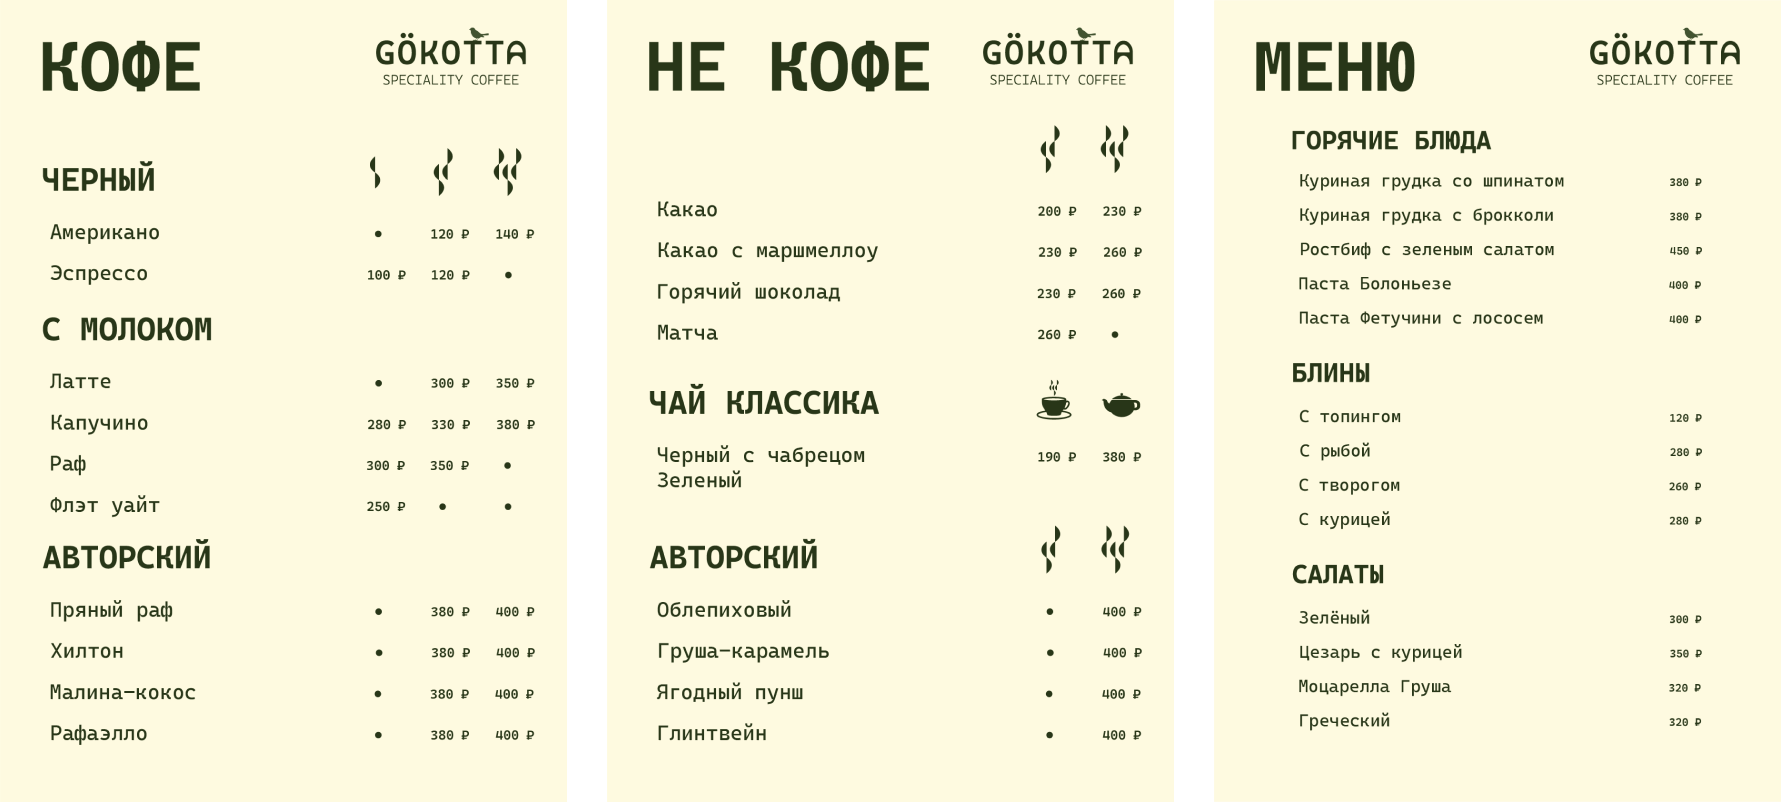 КОФЕ
GÖKOTTA
SPECIALITY COFFEE
ЧЕРНЫЙ
Американо • 120 ₽ 140 ₽
Эспрессо 100 ₽ 120 ₽ •
С МОЛОКОМ
Латте • 300 ₽ 350 ₽
Капучино 280 ₽ 330 ₽ 380 ₽
Раф 300 ₽ 350 ₽ •
Флэт уайт 250 ₽ • •
АВТОРСКИЙ
Пряный раф • 380 ₽ 400 ₽
Хилтон • 380 ₽ 400 ₽
Малина-кокос • 380 ₽ 400 ₽
Рафаэлло • 380 ₽ 400 ₽
НЕ КОФЕ
GÖKOTTA
SPECIALITY COFFEE
Какао 200 ₽ 230 ₽
Какао с маршмеллоу 230 ₽ 260 ₽
Горячий шоколад 230 ₽ 260 ₽
Матча 260 ₽ •
ЧАЙ КЛАССИКА
Черный с чабрецом 190 ₽ 380 ₽
Зеленый
АВТОРСКИЙ
Облепиховый • 400 ₽
Груша-карамель • 400 ₽
Ягодный пунш • 400 ₽
Глинтвейн • 400 ₽
МЕНЮ
GÖKOTTA
SPECIALITY COFFEE
ГОРЯЧИЕ БЛЮДА
Куриная грудка со шпинатом 380 ₽
Куриная грудка с брокколи 380 ₽
Ростбиф с зеленым салатом 450 ₽
Паста Болоньезе 400 ₽
Паста Фетучини с лососем 400 ₽
БЛИНЫ
С топингом 120 ₽
С рыбой 280 ₽
С творогом 260 ₽
С курицей 280 ₽
САЛАТЫ
Зелёный 300 ₽
Цезарь с курицей 350 ₽
Моцарелла Груша 320 ₽
Греческий 320 ₽